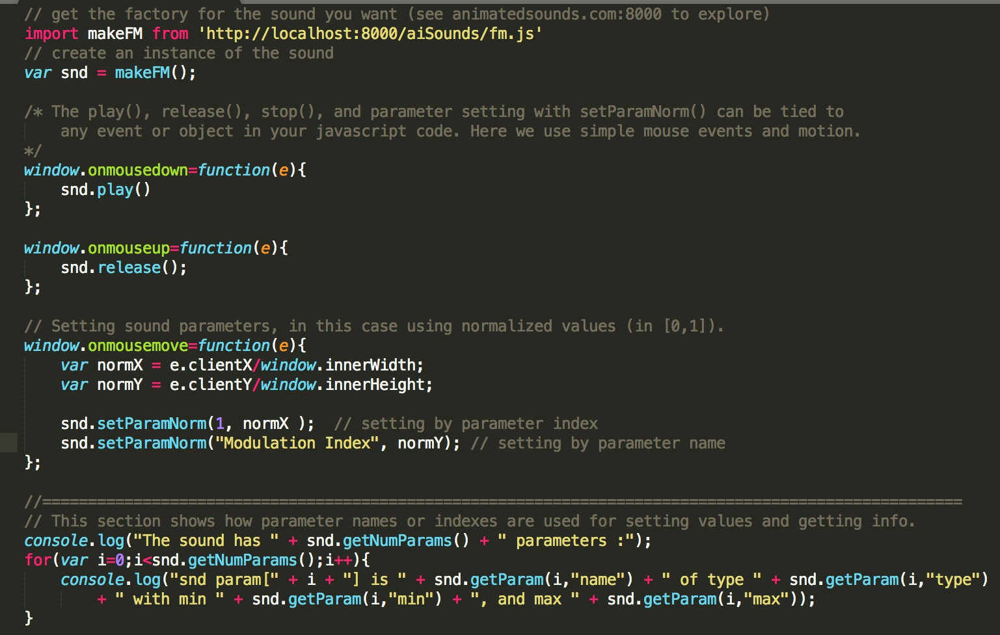 // get the factory for the sound you want (see animatedsounds.com:8000 to explore)
import makeFM from 'http://localhost:8000/aiSounds/fm.js'
// create an instance of the sound
var snd = makeFM();
/* The play(), release(), stop(), and parameter setting with setParamNorm() can be tied to
any event or object in your javascript code. Here we use simple mouse events and motion.
*/
window.onmousedown=function(e){
snd.play()
};
window.onmouseup=function(e){
snd.release();
};
// Setting sound parameters, in this case using normalized values (in [0,1]).
window.onmousemove=function(e){
var normX = e.clientX/window.innerWidth;
var normY = e.clientY/window.innerHeight;
snd.setParamNorm(1, normX );  // setting by parameter index
snd.setParamNorm("Modulation Index", normY); // setting by parameter name
};
//=====================================================================================================
// This section shows how parameter names or indexes are used for setting values and getting info.
console.log("The sound has " + snd.getNumParams() + " parameters :");
for(var i=0;i<snd.getNumParams();i++){
console.log("snd param[" + i + "] is " + snd.getParam(i,"name") + " of type " + snd.getParam(i,"type")
+ " with min " + snd.getParam(i,"min") + ", and max " + snd.getParam(i,"max"));
}